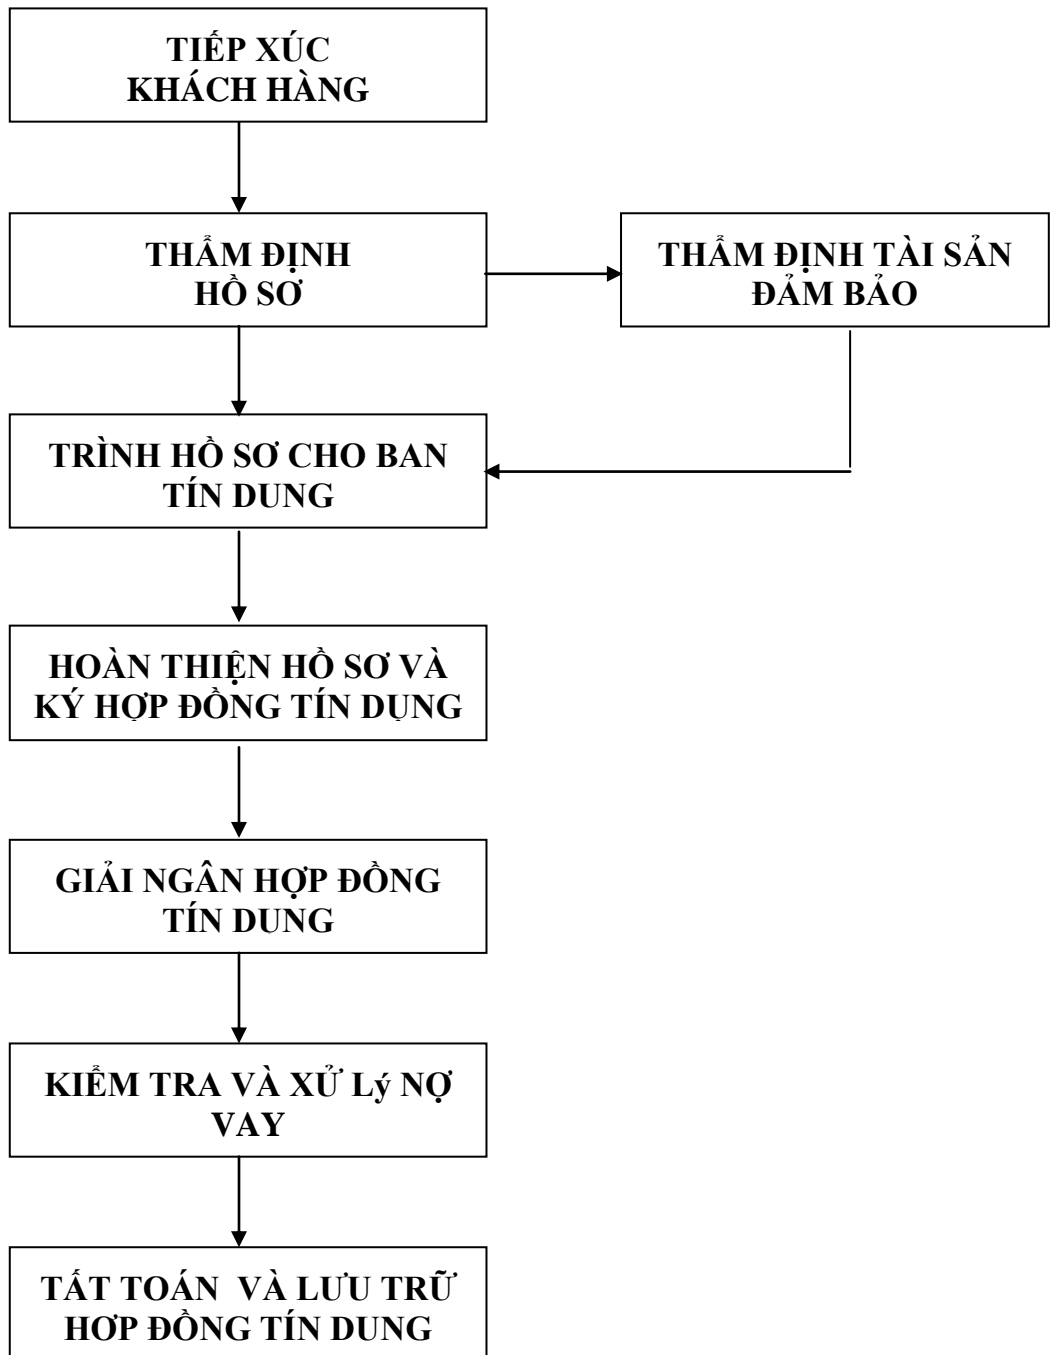 TIẾP XÚC
KHÁCH HÀNG
THẨM ĐỊNH
HỒ SƠ
THẨM ĐỊNH TÀI SẢN
ĐẢM BẢO
TRÌNH HỒ SƠ CHO BAN
TÍN DUNG
HOÀN THIỆN HỒ SƠ VÀ
KÝ HỢP ĐỒNG TÍN DỤNG
GIẢI NGÂN HỢP ĐỒNG
TÍN DUNG
KIỂM TRA VÀ XỬ Lý NỢ
VAY
TẤT TOÁN VÀ LƯU TRỮ
HƠP ĐỒNG TÍN DUNG